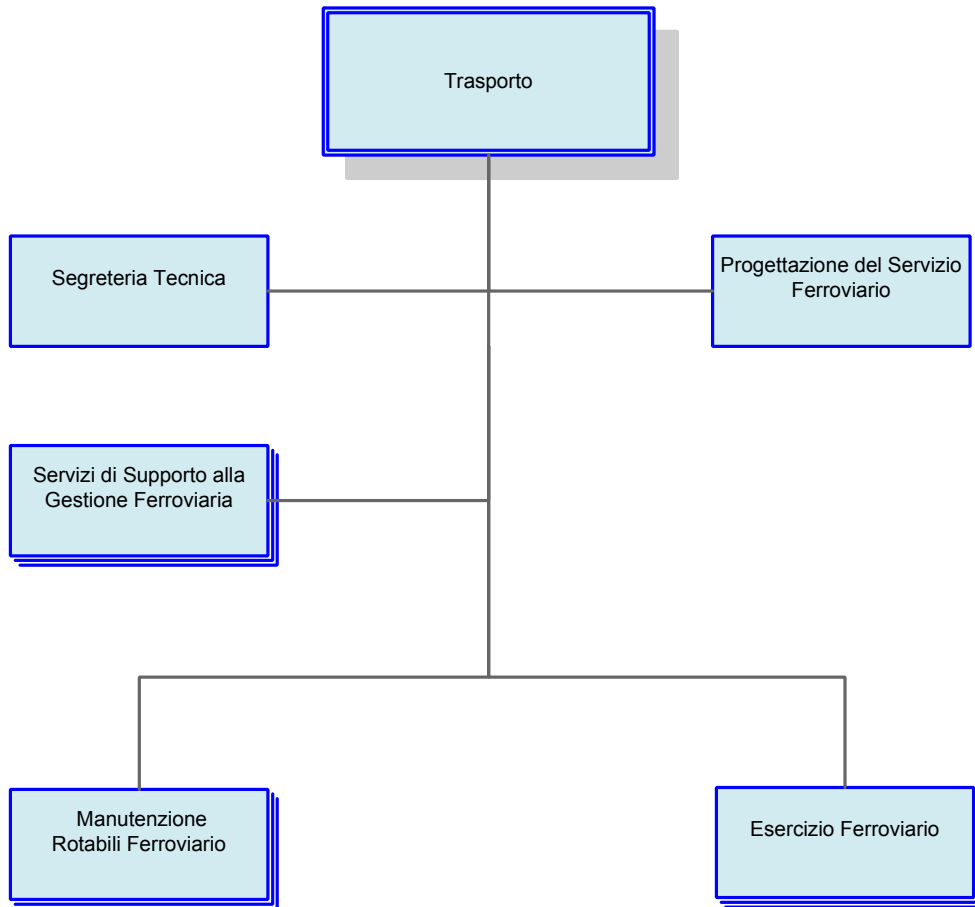 Trasporto
Segreteria Tecnica
Progettazione del Servizio
Ferroviario
Servizi di Supporto alla
Gestione Ferroviaria
Manutenzione
Rotabili Ferroviario
Esercizio Ferroviario